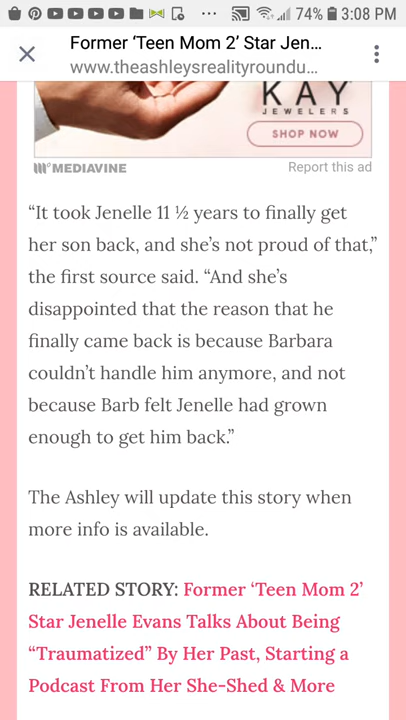 74% 3:08 PM
Former ‘Teen Mom 2’ Star Jen...
www.theashleysrealityroundu...
KAY
JEWELERS
SHOP NOW
MEDIAVINE
Report this ad
“It took Jenelle 11 ½ years to finally get
her son back, and she’s not proud of that,”
the first source said. “And she’s
disappointed that the reason that he
finally came back is because Barbara
couldn’t handle him anymore, and not
because Barb felt Jenelle had grown
enough to get him back.”
The Ashley will update this story when
more info is available.
RELATED STORY: Former ‘Teen Mom 2’
Star Jenelle Evans Talks About Being
“Traumatized” By Her Past, Starting a
Podcast From Her She-Shed & More